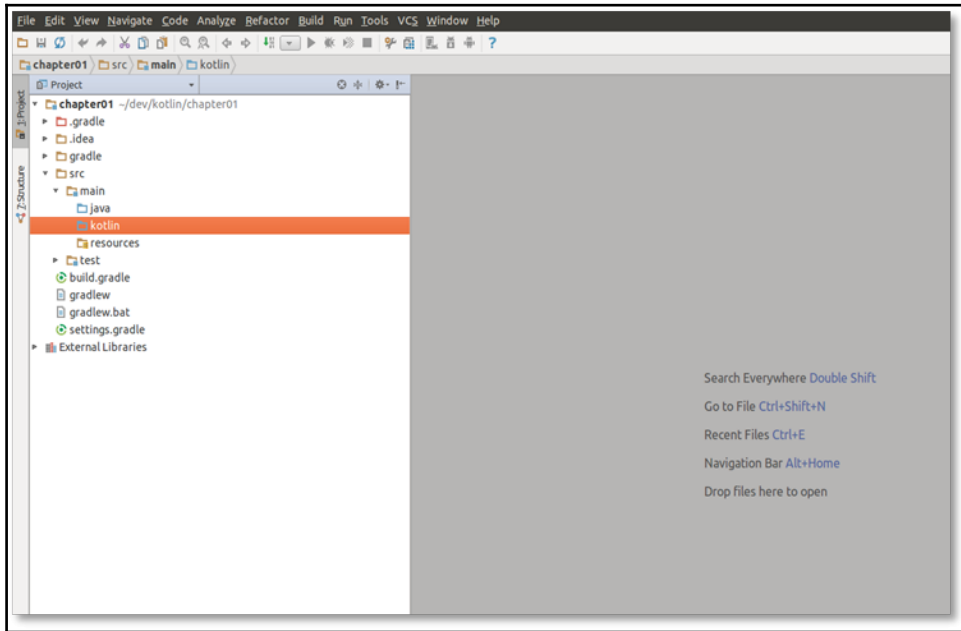 File Edit View Navigate Code Analyze Refactor Build Run Tools VCS Window Help
chapter01 src main kotlin
1: Project
7: Structure
Project
chapter01 ~/dev/kotlin/chapter01
.gradle
.idea
gradle
src
main
java
kotlin
resources
test
build.gradle
gradlew
gradlew.bat
settings.gradle
External Libraries
Search Everywhere Double Shift
Go to File Ctrl+Shift+N
Recent Files Ctrl+E
Navigation Bar Alt+Home
Drop files here to open